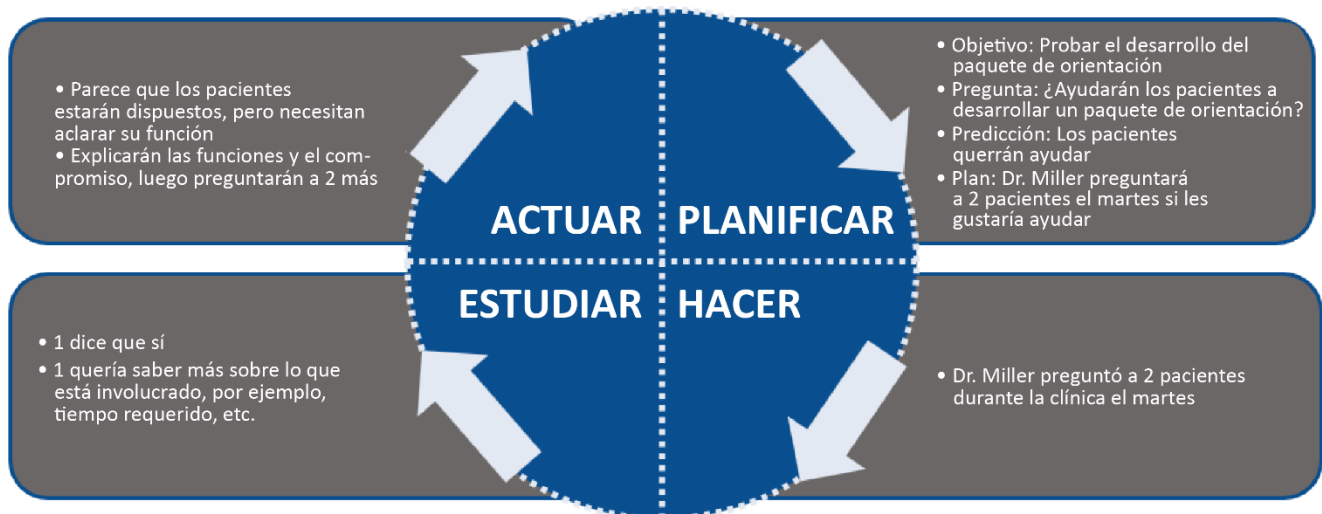 • Parece que los pacientes
estarán dispuestos, pero necesitan
aclarar su función
• Explicarán las funciones y el com-
promiso, luego preguntarán a 2 más
• Objetivo: Probar el desarrollo del
paquete de orientación
• Pregunta: ¿Ayudarán los pacientes a
desarrollar un paquete de orientación?
• Predicción: Los pacientes
querrán ayudar
• Plan: Dr. Miller preguntará
a 2 pacientes el martes si les
gustaría ayudar
ACTUAR
PLANIFICAR
ESTUDIAR
HACER
• 1 dice que sí
• 1 quería saber más sobre lo que
está involucrado, por ejemplo,
tiempo requerido, etc.
• Dr. Miller preguntó a 2 pacientes
durante la clínica el martes